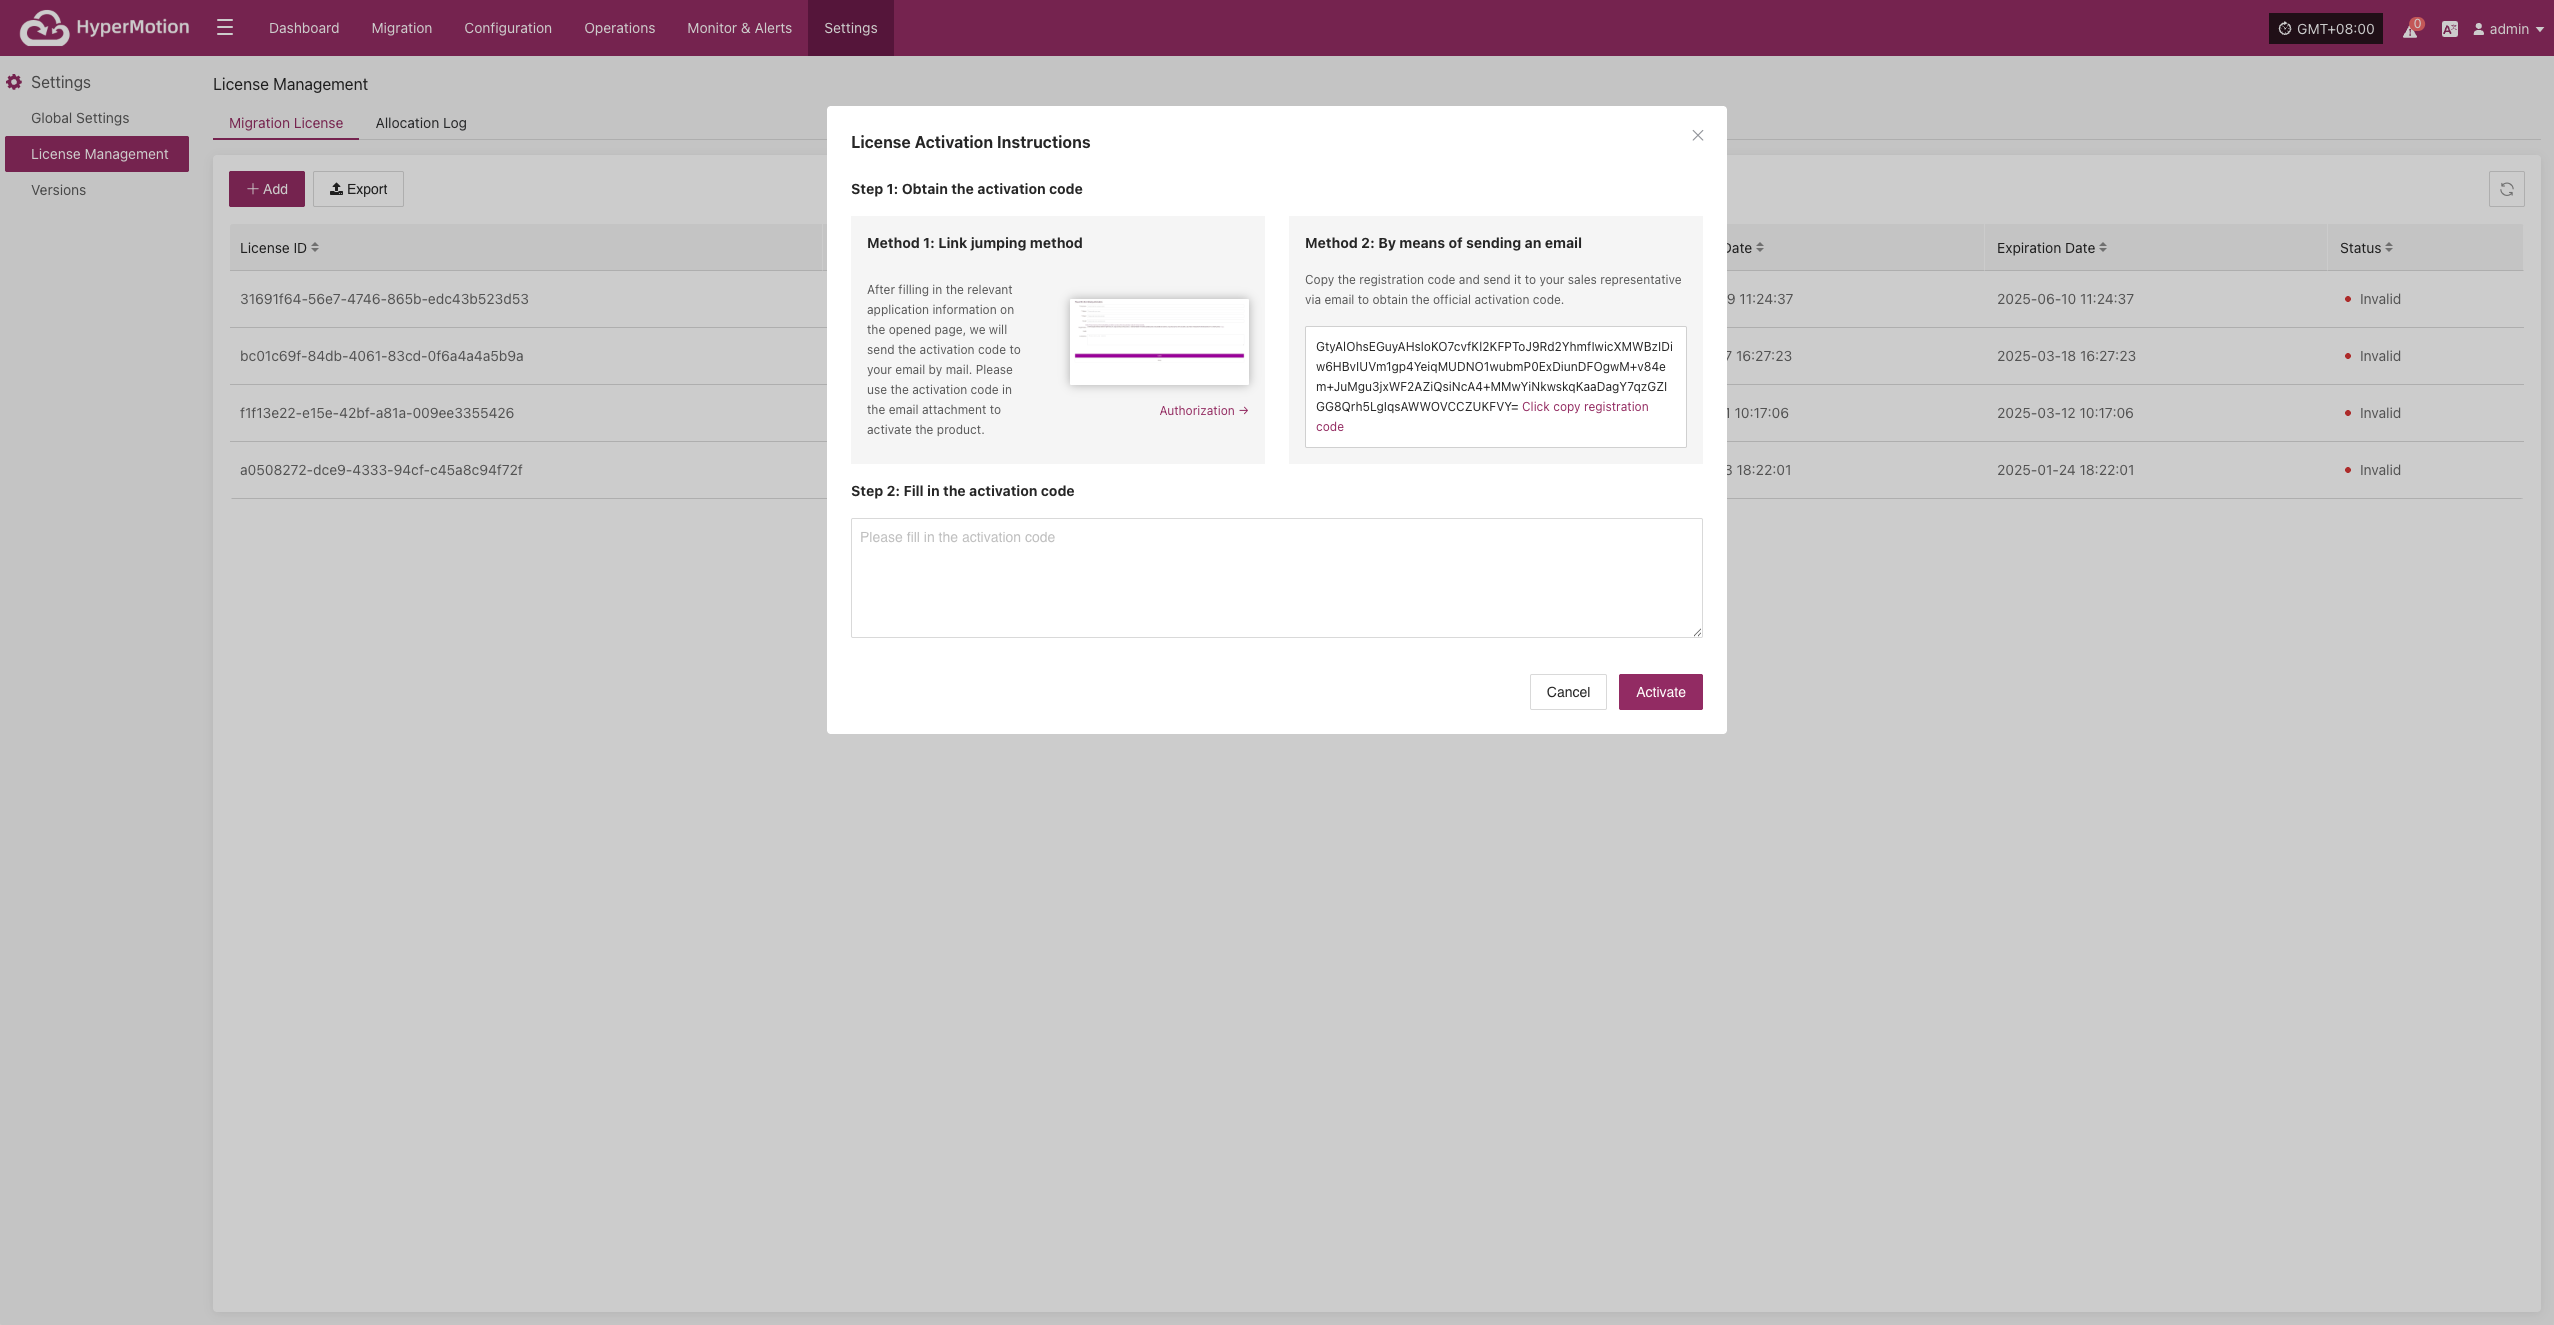 HyperMotion
Dashboard
Migration
Configuration
Operations
Monitor & Alerts
Settings
GMT+08:00
0
admin
Settings
Global Settings
License Management
Versions
License Management
Migration License
Allocation Log
Add
Export
License ID
Date
Expiration Date
Status
31691f64-56e7-4746-865b-edc43b523d53
9 11:24:37
2025-06-10 11:24:37
Invalid
bc01c69f-84db-4061-83cd-0f6a4a4a5b9a
7 16:27:23
2025-03-18 16:27:23
Invalid
f1f13e22-e15e-42bf-a81a-009ee3355426
1 10:17:06
2025-03-12 10:17:06
Invalid
a0508272-dce9-4333-94cf-c45a8c94f72f
3 18:22:01
2025-01-24 18:22:01
Invalid
License Activation Instructions
Step 1: Obtain the activation code
Method 1: Link jumping method
After filling in the relevant
application information on
the opened page, we will
send the activation code to
your email by mail. Please
use the activation code in
the email attachment to
activate the product.
Authorization →
Method 2: By means of sending an email
Copy the registration code and send it to your sales representative
via email to obtain the official activation code.
GtyAIOhsEGuyAHsloKO7cvfKI2KFPToJ9Rd2YhmfIwicXMWBzIDi
w6HBvIUVm1gp4YeiqMUDNO1wubmP0ExDiunDFOgwM+v84e
m+JuMgu3jxWF2AZiQsiNcA4+MMwYiNkwskqKaaDagY7qzGZI
GG8Qrh5LgIqsAWWOVCCZUKFVY= Click copy registration
code
Step 2: Fill in the activation code
Please fill in the activation code
Cancel
Activate